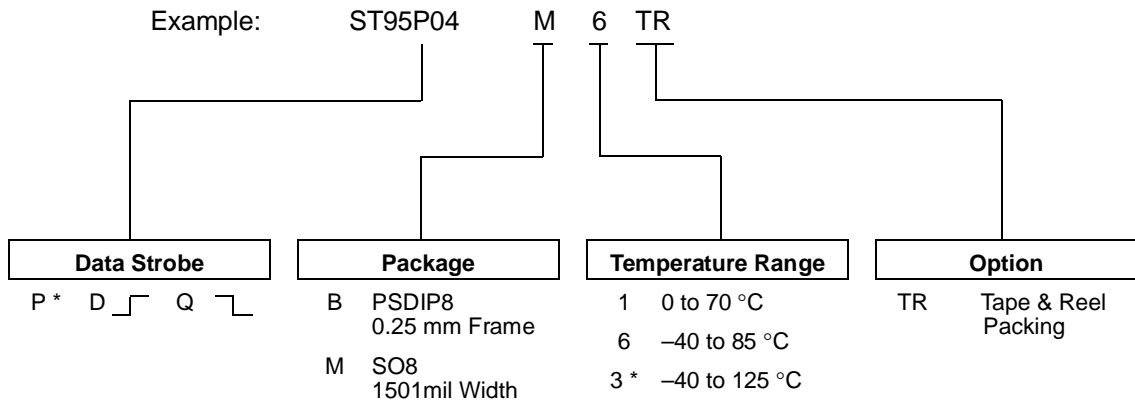 Example: ST95P04 M 6 TR
Data Strobe
P * D Q
Package
B PSDIP8
0.25 mm Frame
M SO8
1501mil Width
Temperature Range
1 0 to 70 °C
6 –40 to 85 °C
3 * –40 to 125 °C
Option
TR Tape & Reel
Packing